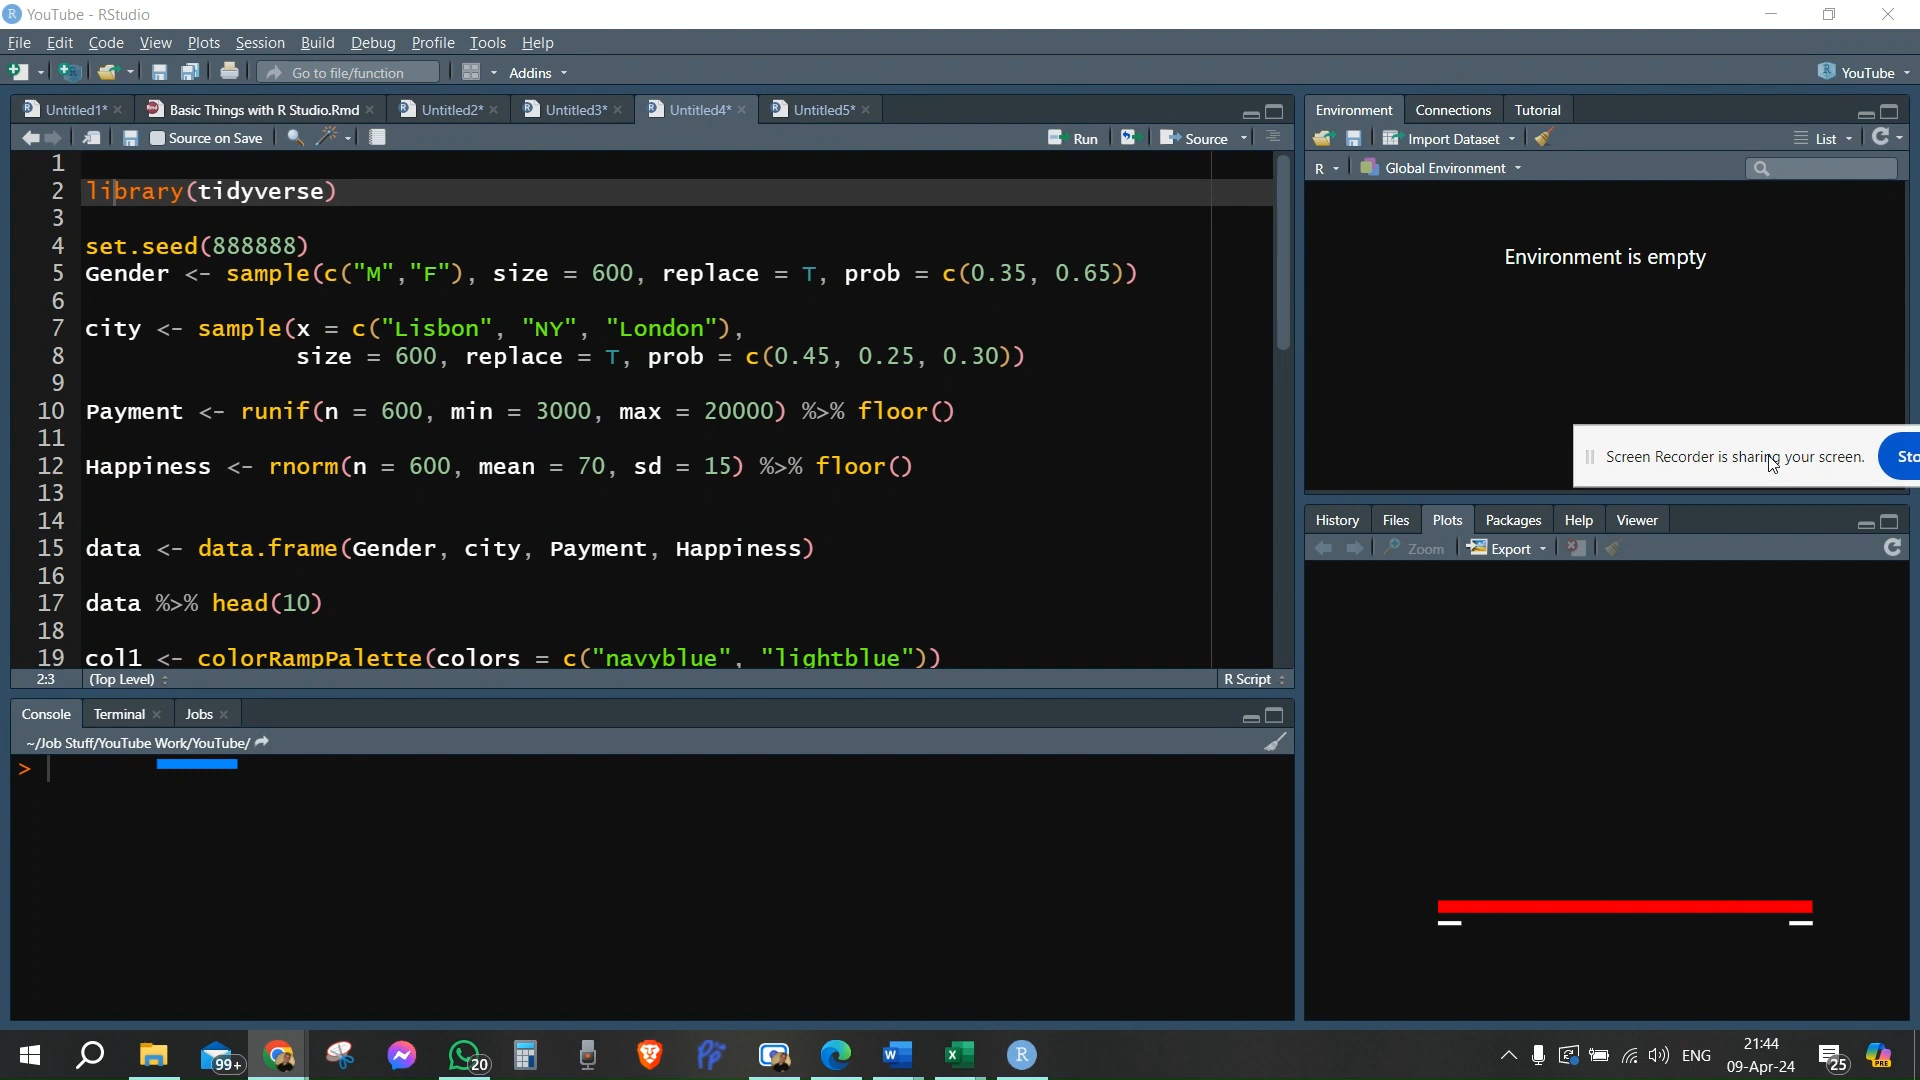 YouTube - RStudio
File Edit Code View Plots Session Build Debug Profile Tools Help
Go to file/function Addins YouTube
Untitled1* Basic Things with R Studio.Rmd Untitled2* Untitled3* Untitled4* Untitled5*
Source on Save Run Source
1
2 library(tidyverse)
3
4 set.seed(888888)
5 Gender <- sample(c("M","F"), size = 600, replace = T, prob = c(0.35, 0.65))
6
7 city <- sample(x = c("Lisbon", "NY", "London"),
8 size = 600, replace = T, prob = c(0.45, 0.25, 0.30))
9
10 Payment <- runif(n = 600, min = 3000, max = 20000) %>% floor()
11
12 Happiness <- rnorm(n = 600, mean = 70, sd = 15) %>% floor()
13
14
15 data <- data.frame(Gender, city, Payment, Happiness)
16
17 data %>% head(10)
18
19 col1 <- colorRampPalette(colors = c("navyblue", "lightblue"))
2:3 (Top Level) R Script
Console Terminal Jobs
~/Job Stuff/YouTube Work/YouTube/
>
Environment Connections Tutorial
Import Dataset List
R Global Environment
Environment is empty
Screen Recorder is sharing your screen. Sto
History Files Plots Packages Help Viewer
Zoom Export
99+ 20 ENG 21:44 25
09-Apr-24